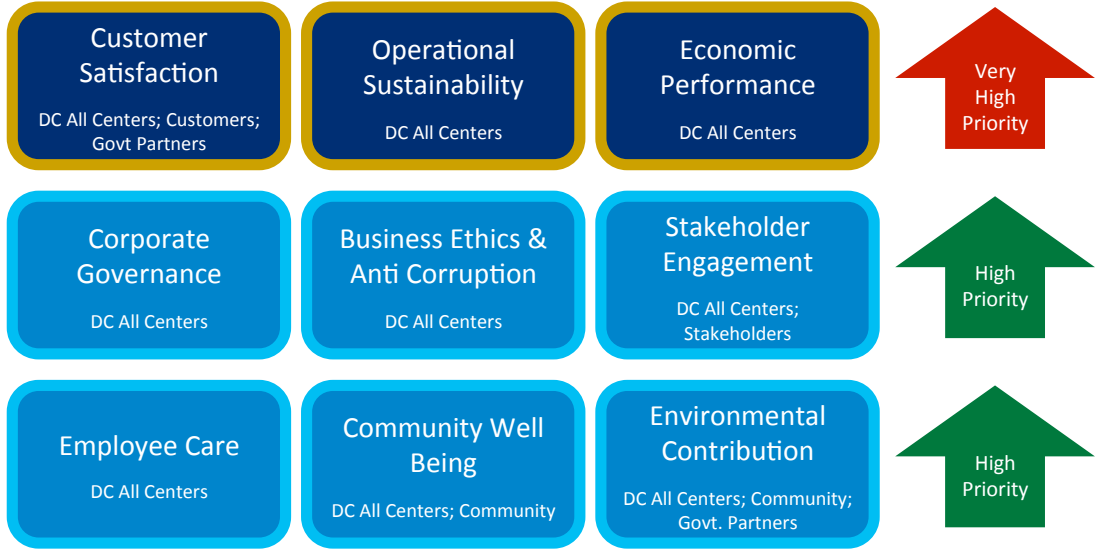 Customer
Satisfaction
DC All Centers; Customers;
Govt Partners
Operational
Sustainability
DC All Centers
Economic
Performance
DC All Centers
Very
High
Priority
Corporate
Governance
DC All Centers
Business Ethics &
Anti Corruption
DC All Centers
Stakeholder
Engagement
DC All Centers;
Stakeholders
High
Priority
Employee Care
DC All Centers
Community Well
Being
DC All Centers; Community
Environmental
Contribution
DC All Centers; Community;
Govt. Partners
High
Priority